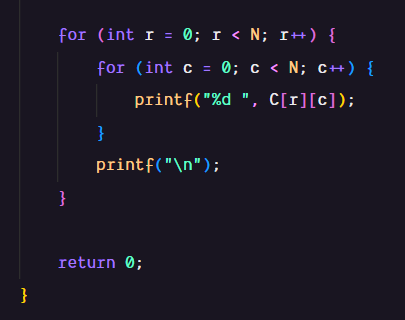 for (int r = 0; r < N; r++) {
for (int c = 0; c < N; c++) {
printf("%d ", C[r][c]);
}
printf("\n");
}
return 0;
}